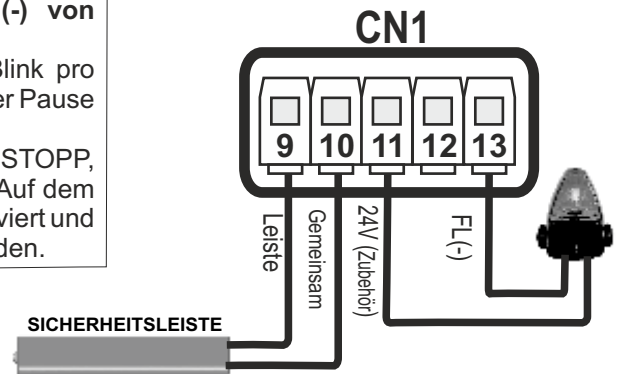 (-) von
Blink pro
er Pause
STOPP,
Auf dem
viert und
den.
CN1
9 10 11 12 13
Leiste
Gemeinsam
24V (Zubehör)
FL(-)
SICHERHEITSLEISTE